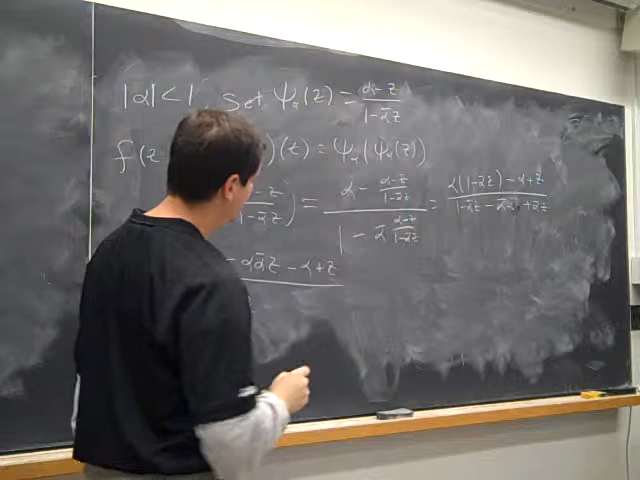 |α| < 1 set ψ_α(z) = (α - z)/(1 - ᾱz)
f(z )(z) = ψ_α(ψ_α(z))
- z)/(1 - ᾱz)) = (α - (α - z)/(1 - ᾱz))/(1 - ᾱ (α - z)/(1 - ᾱz)) = (α(1 - ᾱz) - α + z)/(1 - ᾱz - ᾱα + ᾱz)
- αᾱz - α + z